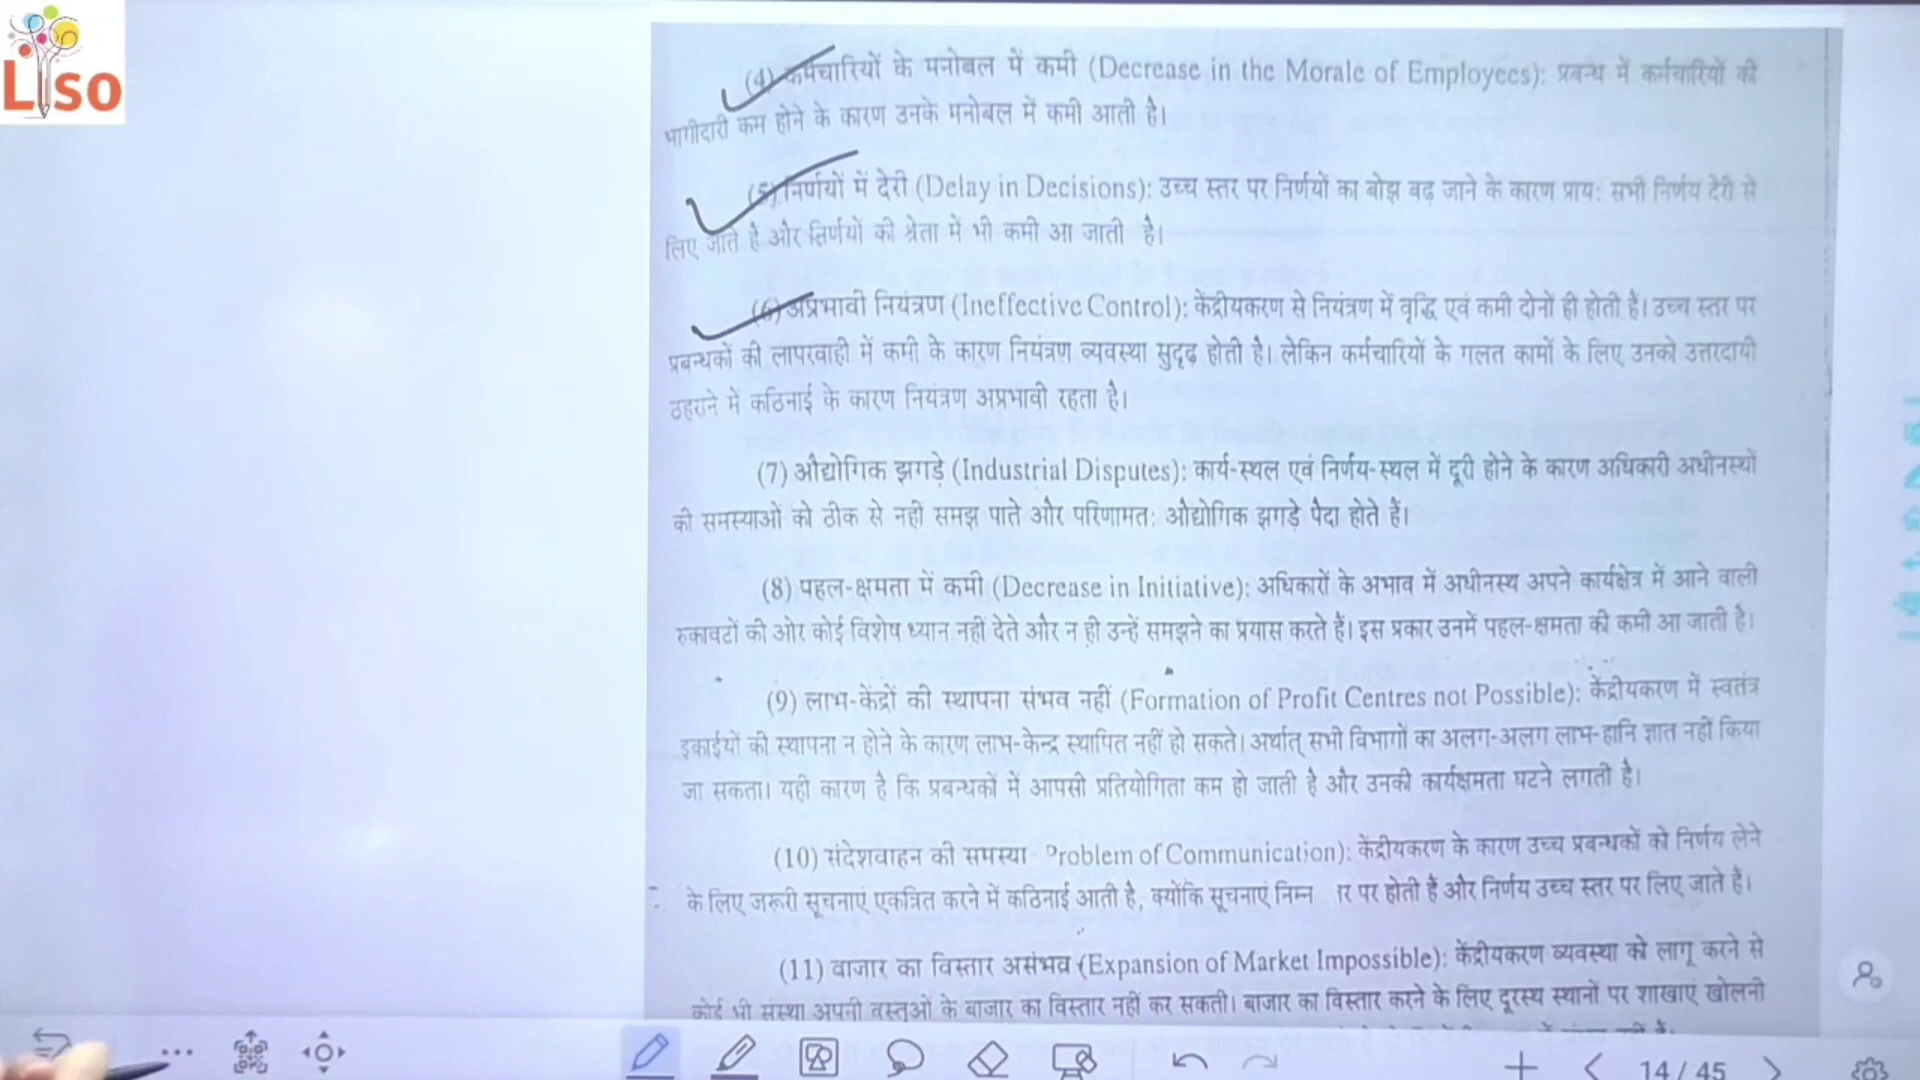 Liso
(4) कर्मचारियों के मनोबल में कमी (Decrease in the Morale of Employees): प्रबन्ध में कर्मचारियों की
भागीदारी कम होने के कारण उनके मनोबल में कमी आती है।
(5) निर्णयों में देरी (Delay in Decisions): उच्च स्तर पर निर्णयों का बोझ बढ़ जाने के कारण प्राय: सभी निर्णय देरी से
लिए जाते है और निर्णयों की श्रेता में भी कमी आ जाती है।
(6) अप्रभावी नियंत्रण (Ineffective Control): केंद्रीयकरण से नियंत्रण में वृद्धि एवं कमी दोनों ही होती है। उच्च स्तर पर
प्रबन्धकों की लापरवाही में कमी के कारण नियंत्रण व्यवस्था सुदृढ़ होती है। लेकिन कर्मचारियों के गलत कामों के लिए उनको उत्तरदायी
ठहराने में कठिनाई के कारण नियंत्रण अप्रभावी रहता है।
(7) औद्योगिक झगड़े (Industrial Disputes): कार्य-स्थल एवं निर्णय-स्थल में दूरी होने के कारण अधिकारी अधीनस्थों
की समस्याओं को ठीक से नहीं समझ पाते और परिणामत: औद्योगिक झगड़े पैदा होते हैं।
(8) पहल-क्षमता में कमी (Decrease in Initiative): अधिकारों के अभाव में अधीनस्थ अपने कार्यक्षेत्र में आने वाली
रुकावटों की ओर कोई विशेष ध्यान नहीं देते और न ही उन्हें समझने का प्रयास करते हैं। इस प्रकार उनमें पहल-क्षमता की कमी आ जाती है।
(9) लाभ-केंद्रों की स्थापना संभव नहीं (Formation of Profit Centres not Possible): केंद्रीयकरण में स्वतंत्र
इकाईयों की स्थापना न होने के कारण लाभ-केन्द्र स्थापित नहीं हो सकते। अर्थात् सभी विभागों का अलग-अलग लाभ-हानि ज्ञात नहीं किया
जा सकता। यही कारण है कि प्रबन्धकों में आपसी प्रतियोगिता कम हो जाती है और उनकी कार्यक्षमता घटने लगती है।
(10) संदेशवाहन की समस्या Problem of Communication): केंद्रीयकरण के कारण उच्च प्रबन्धकों को निर्णय लेने
के लिए जरूरी सूचनाएं एकत्रित करने में कठिनाई आती है, क्योंकि सूचनाएं निम्न पर होती हैं और निर्णय उच्च स्तर पर लिए जाते हैं।
(11) बाजार का विस्तार असंभव (Expansion of Market Impossible): केंद्रीयकरण व्यवस्था को लागू करने से
कोई भी संस्था अपनी वस्तुओं के बाजार का विस्तार नहीं कर सकती। बाजार का विस्तार करने के लिए दूरस्थ स्थानों पर शाखाएं खोलनी
14 / 45